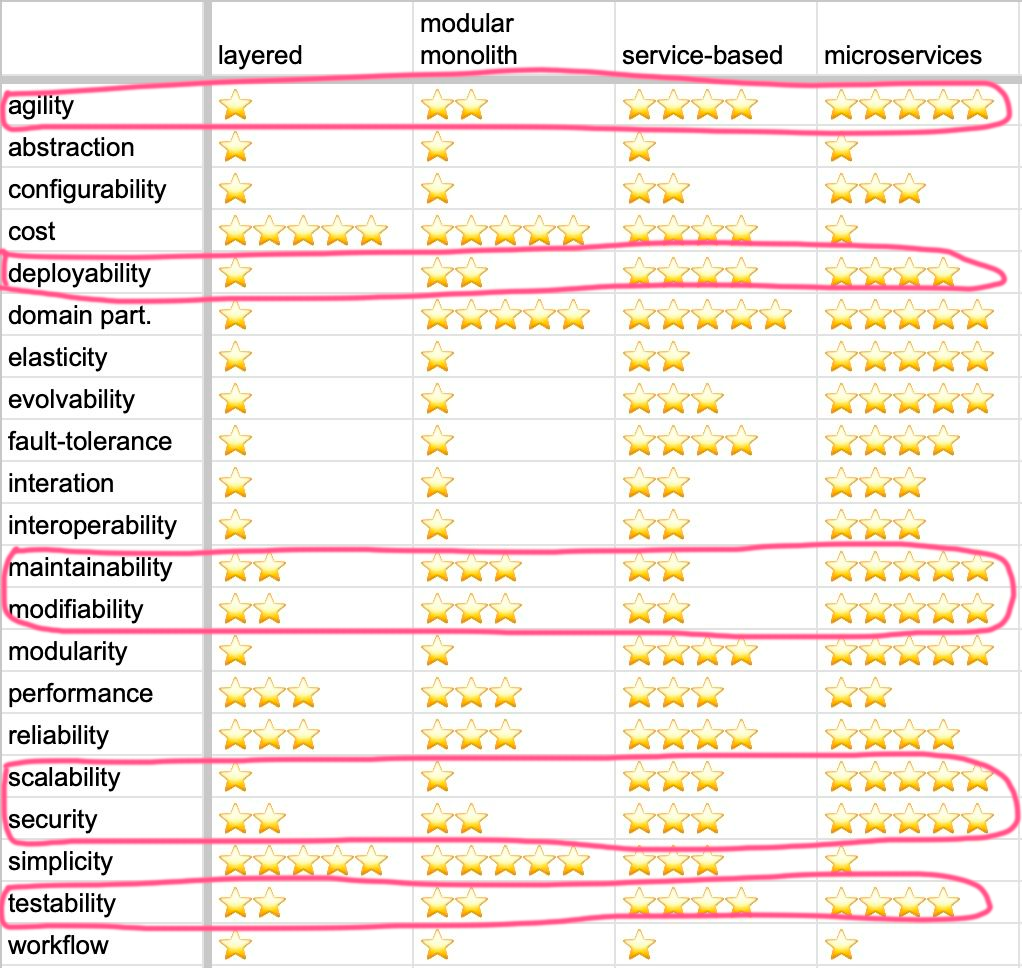 layered
modular
monolith
service-based
microservices
agility
abstraction
configurability
cost
deployability
domain part.
elasticity
evolvability
fault-tolerance
interation
interoperability
maintainability
modifiability
modularity
performance
reliability
scalability
security
simplicity
testability
workflow